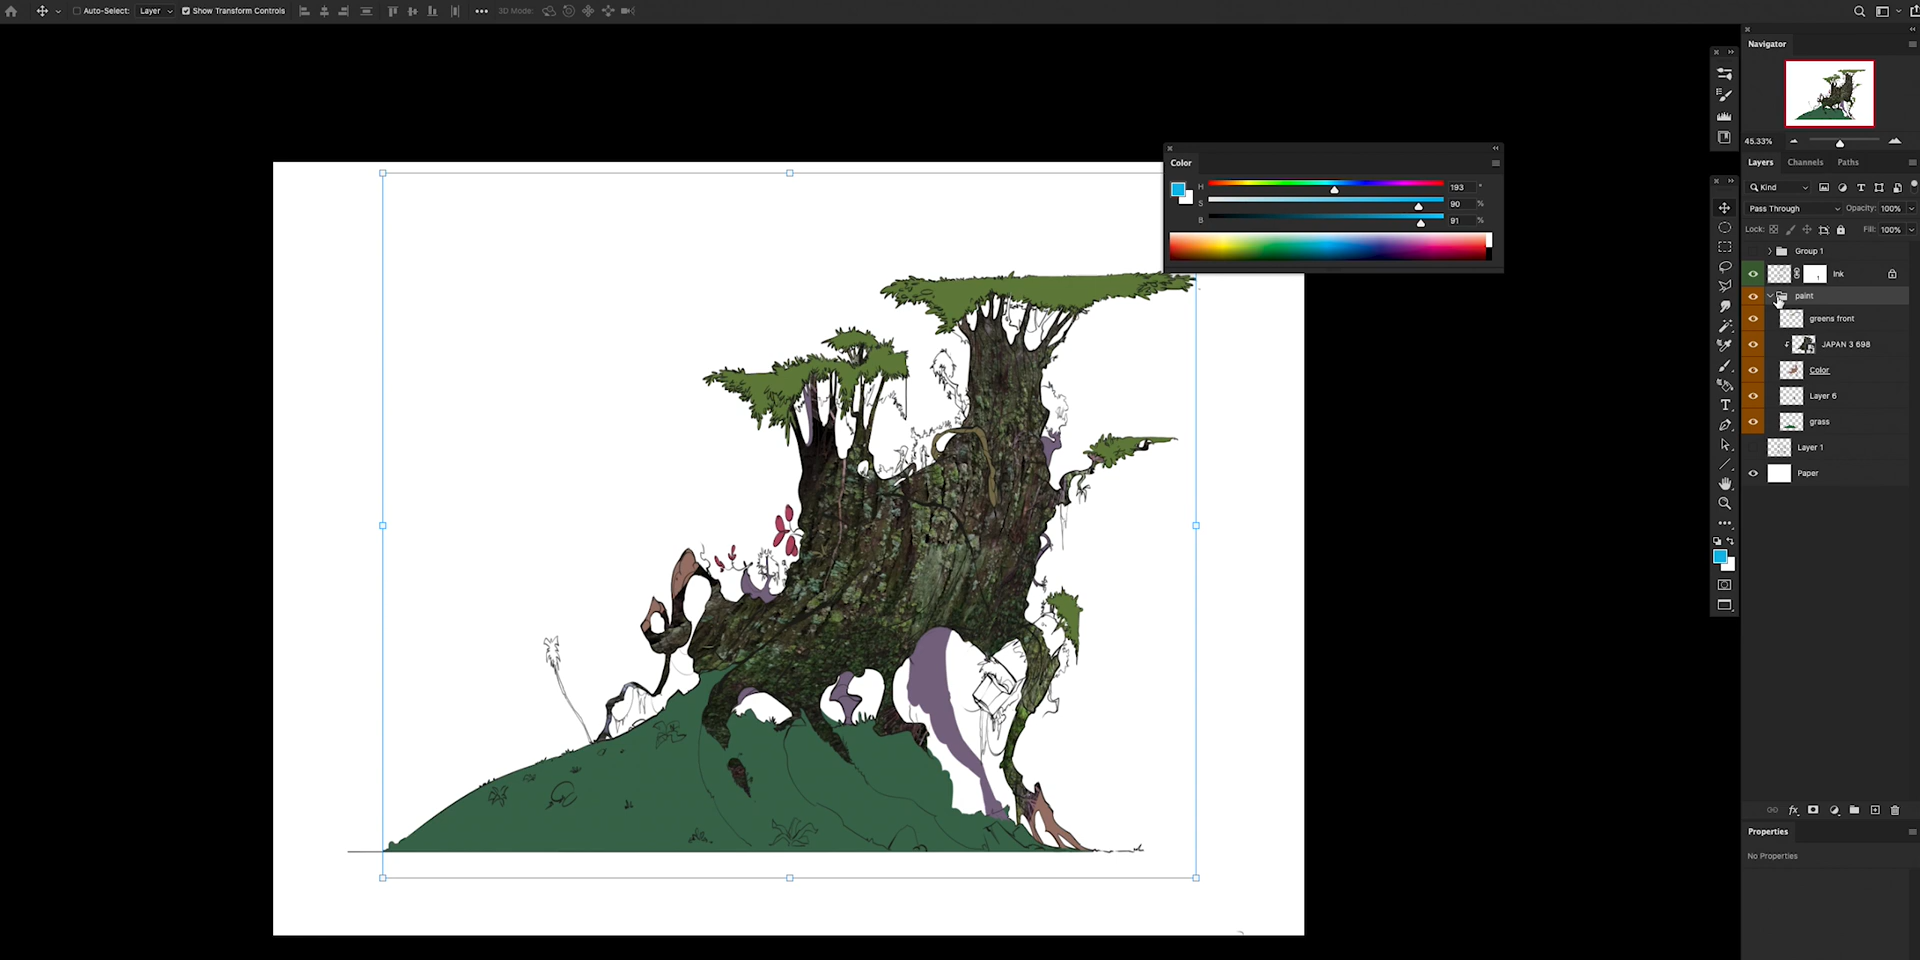 Auto-Select: Layer Show Transform Controls 3D Mode:
Navigator
45.33%
Color
H 193 °
S 90 %
B 91 %
Layers Channels Paths
Kind
Pass Through Opacity: 100%
Lock: Fill: 100%
Group 1
Ink
paint
greens front
JAPAN 3 698
Color
Layer 6
grass
Layer 1
Paper
fx
Properties
No Properties